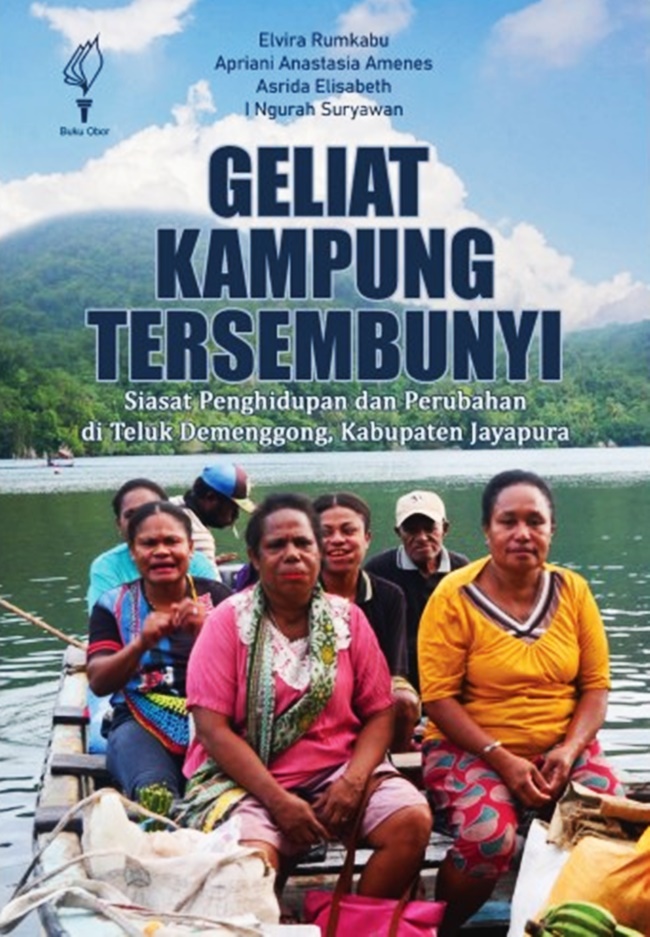 Elvira Rumkabu
Apriani Anastasia Amenes
Asrida Elisabeth
I Ngurah Suryawan
Buku Obor
GELIAT
KAMPUNG
TERSEMBUNYI
Siasat Penghidupan dan Perubahan
di Teluk Demenggong, Kabupaten Jayapura